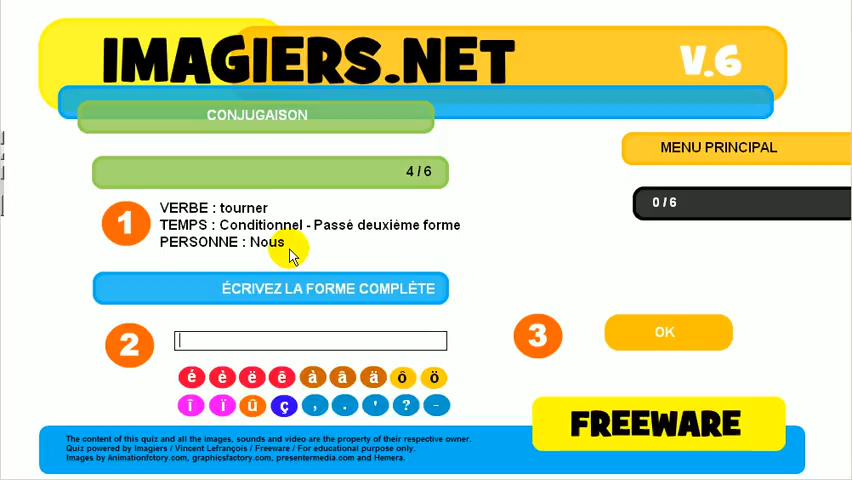 IMAGIERS.NET
V.6
CONJUGAISON
MENU PRINCIPAL
4 / 6
0 / 6
1
VERBE : tourner
TEMPS : Conditionnel - Passé deuxième forme
PERSONNE : Nous
ÉCRIVEZ LA FORME COMPLÈTE
2
3
OK
é è ë ê à â ä ô ö
î ï û ç , . ' ? -
FREEWARE
The content of this quiz and all the images, sounds and video are the property of their respective owner.
Quiz powered by Imagiers / Vincent Lefrançois / Freeware / For educational purpose only.
Images by Animationfctory.com, graphicsfactory.com, presentermedia.com and Hemera.